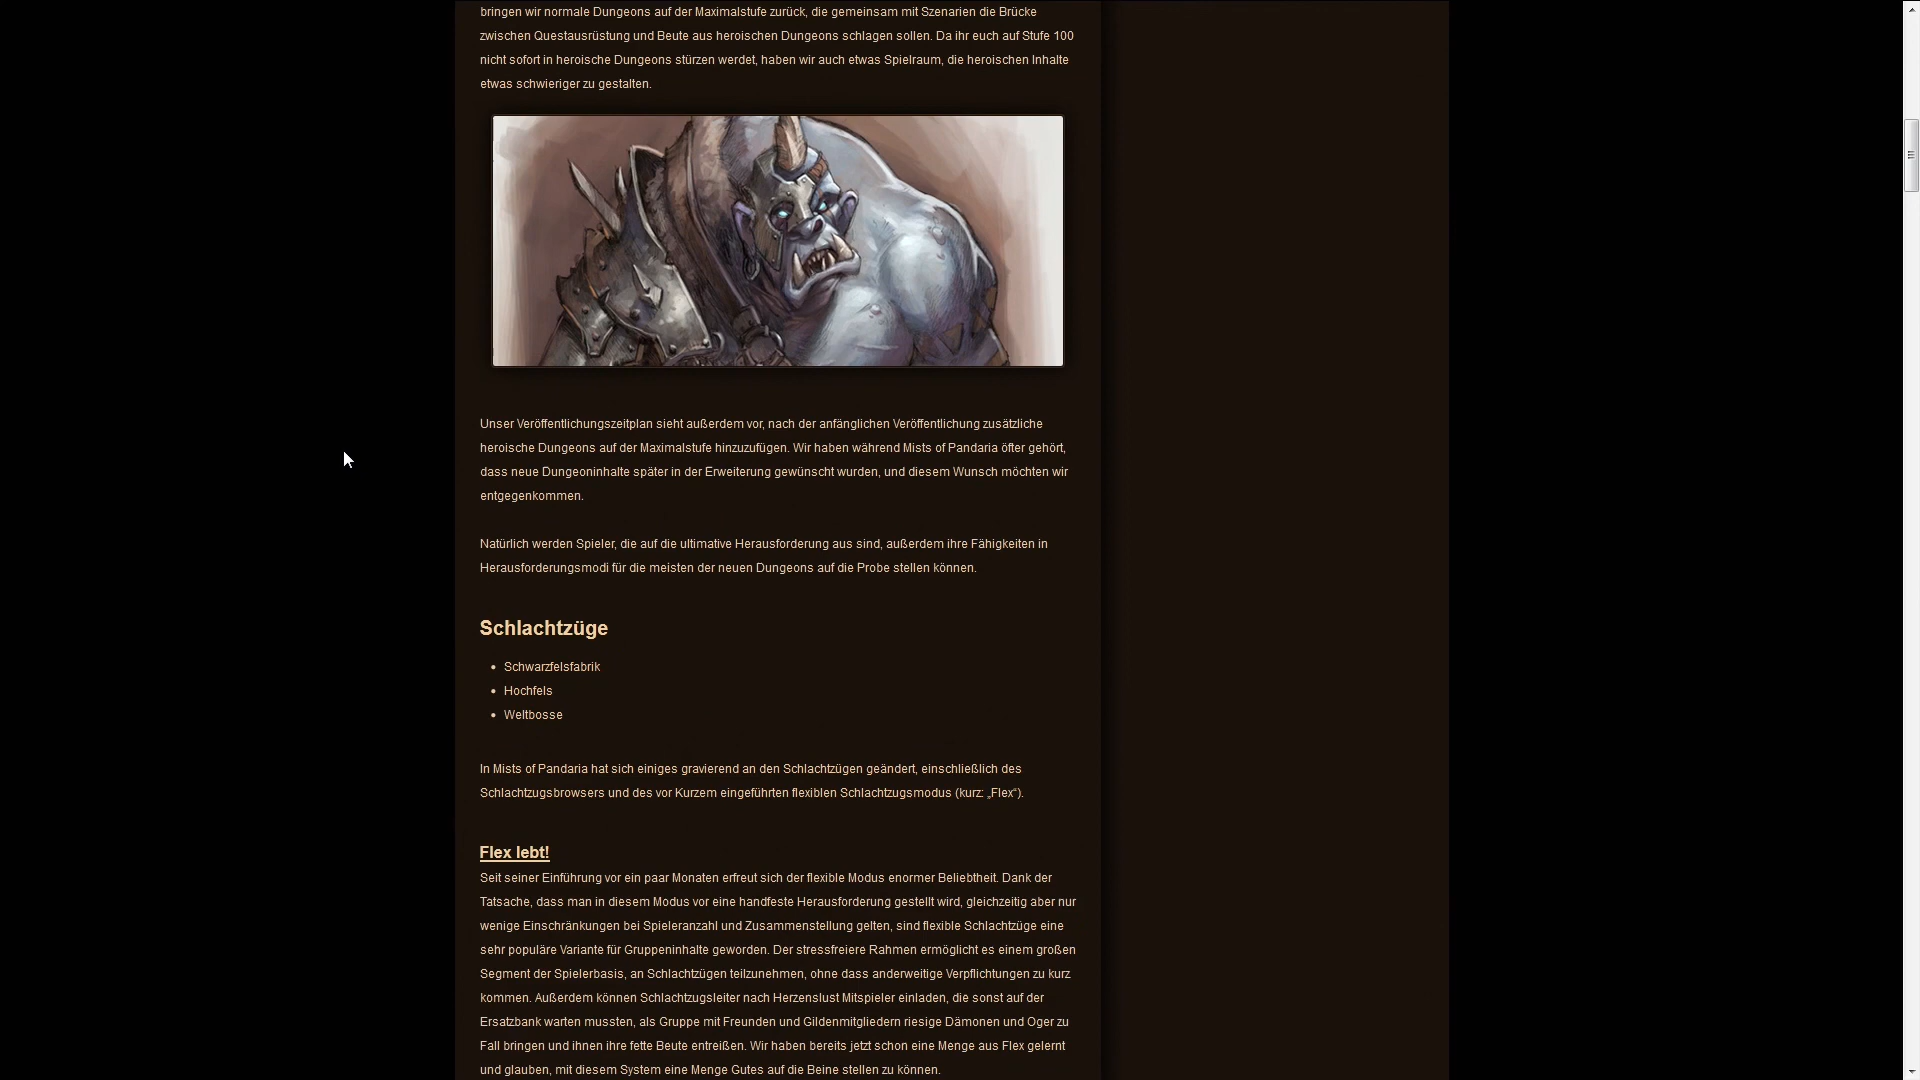 bringen wir normale Dungeons auf der Maximalstufe zurück, die gemeinsam mit Szenarien die Brücke
zwischen Questausrüstung und Beute aus heroischen Dungeons schlagen sollen. Da ihr euch auf Stufe 100
nicht sofort in heroische Dungeons stürzen werdet, haben wir auch etwas Spielraum, die heroischen Inhalte
etwas schwieriger zu gestalten.
Unser Veröffentlichungszeitplan sieht außerdem vor, nach der anfänglichen Veröffentlichung zusätzliche
heroische Dungeons auf der Maximalstufe hinzuzufügen. Wir haben während Mists of Pandaria öfter gehört,
dass neue Dungeoninhalte später in der Erweiterung gewünscht wurden, und diesem Wunsch möchten wir
entgegenkommen.
Natürlich werden Spieler, die auf die ultimative Herausforderung aus sind, außerdem ihre Fähigkeiten in
Herausforderungsmodi für die meisten der neuen Dungeons auf die Probe stellen können.
Schlachtzüge
• Schwarzfelsfabrik
• Hochfels
• Weltbosse
In Mists of Pandaria hat sich einiges gravierend an den Schlachtzügen geändert, einschließlich des
Schlachtzugsbrowsers und des vor Kurzem eingeführten flexiblen Schlachtzugsmodus (kurz: „Flex“).
Flex lebt!
Seit seiner Einführung vor ein paar Monaten erfreut sich der flexible Modus enormer Beliebtheit. Dank der
Tatsache, dass man in diesem Modus vor eine handfeste Herausforderung gestellt wird, gleichzeitig aber nur
wenige Einschränkungen bei Spieleranzahl und Zusammenstellung gelten, sind flexible Schlachtzüge eine
sehr populäre Variante für Gruppeninhalte geworden. Der stressfreiere Rahmen ermöglicht es einem großen
Segment der Spielerbasis, an Schlachtzügen teilzunehmen, ohne dass anderweitige Verpflichtungen zu kurz
kommen. Außerdem können Schlachtzugsleiter nach Herzenslust Mitspieler einladen, die sonst auf der
Ersatzbank warten mussten, als Gruppe mit Freunden und Gildenmitgliedern riesige Dämonen und Oger zu
Fall bringen und ihnen ihre fette Beute entreißen. Wir haben bereits jetzt schon eine Menge aus Flex gelernt
und glauben, mit diesem System eine Menge Gutes auf die Beine stellen zu können.